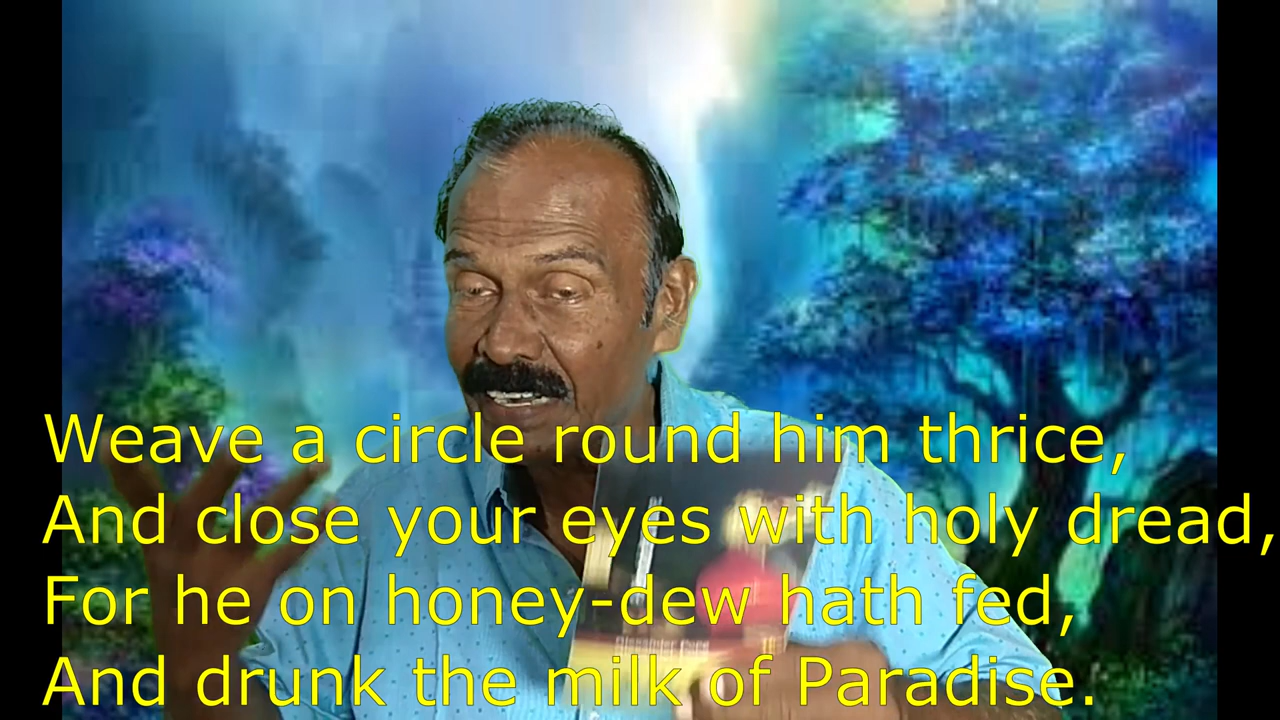 Weave a circle round him thrice,
And close your eyes with holy dread,
For he on honey-dew hath fed,
And drunk the milk of Paradise.